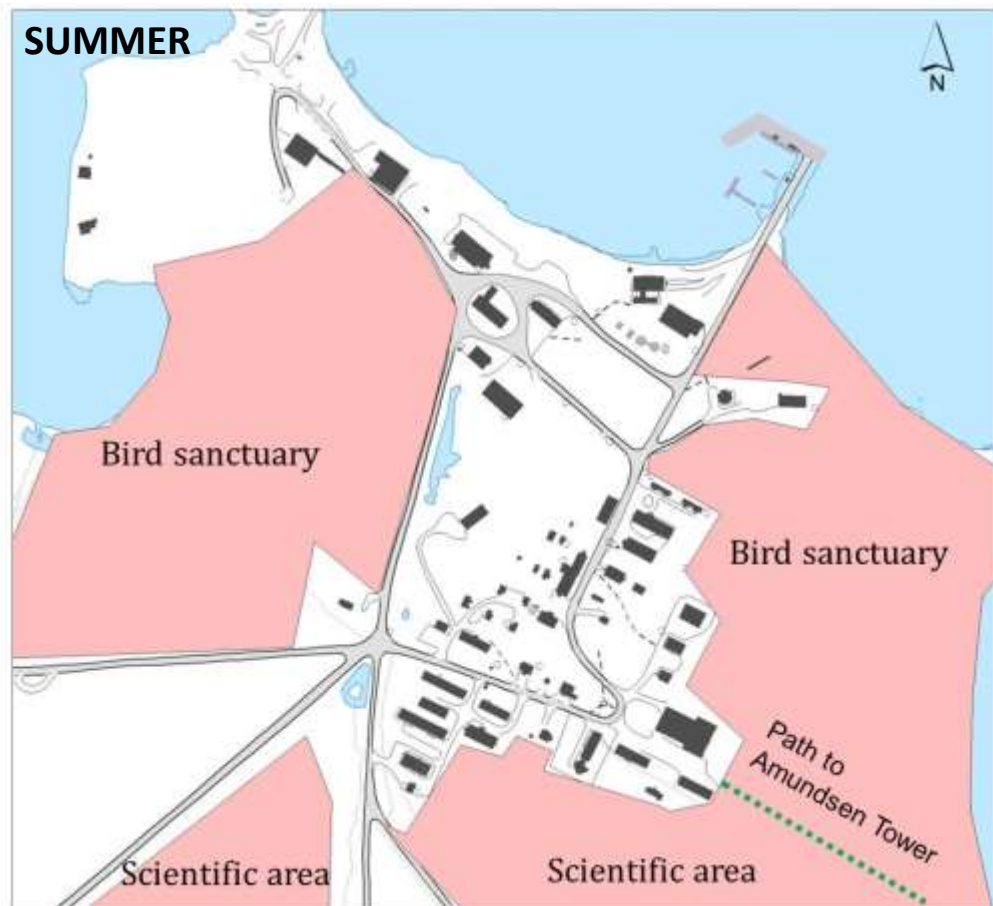 SUMMER
N
Bird sanctuary
Bird sanctuary
Path to
Amundsen Tower
Scientific area
Scientific area